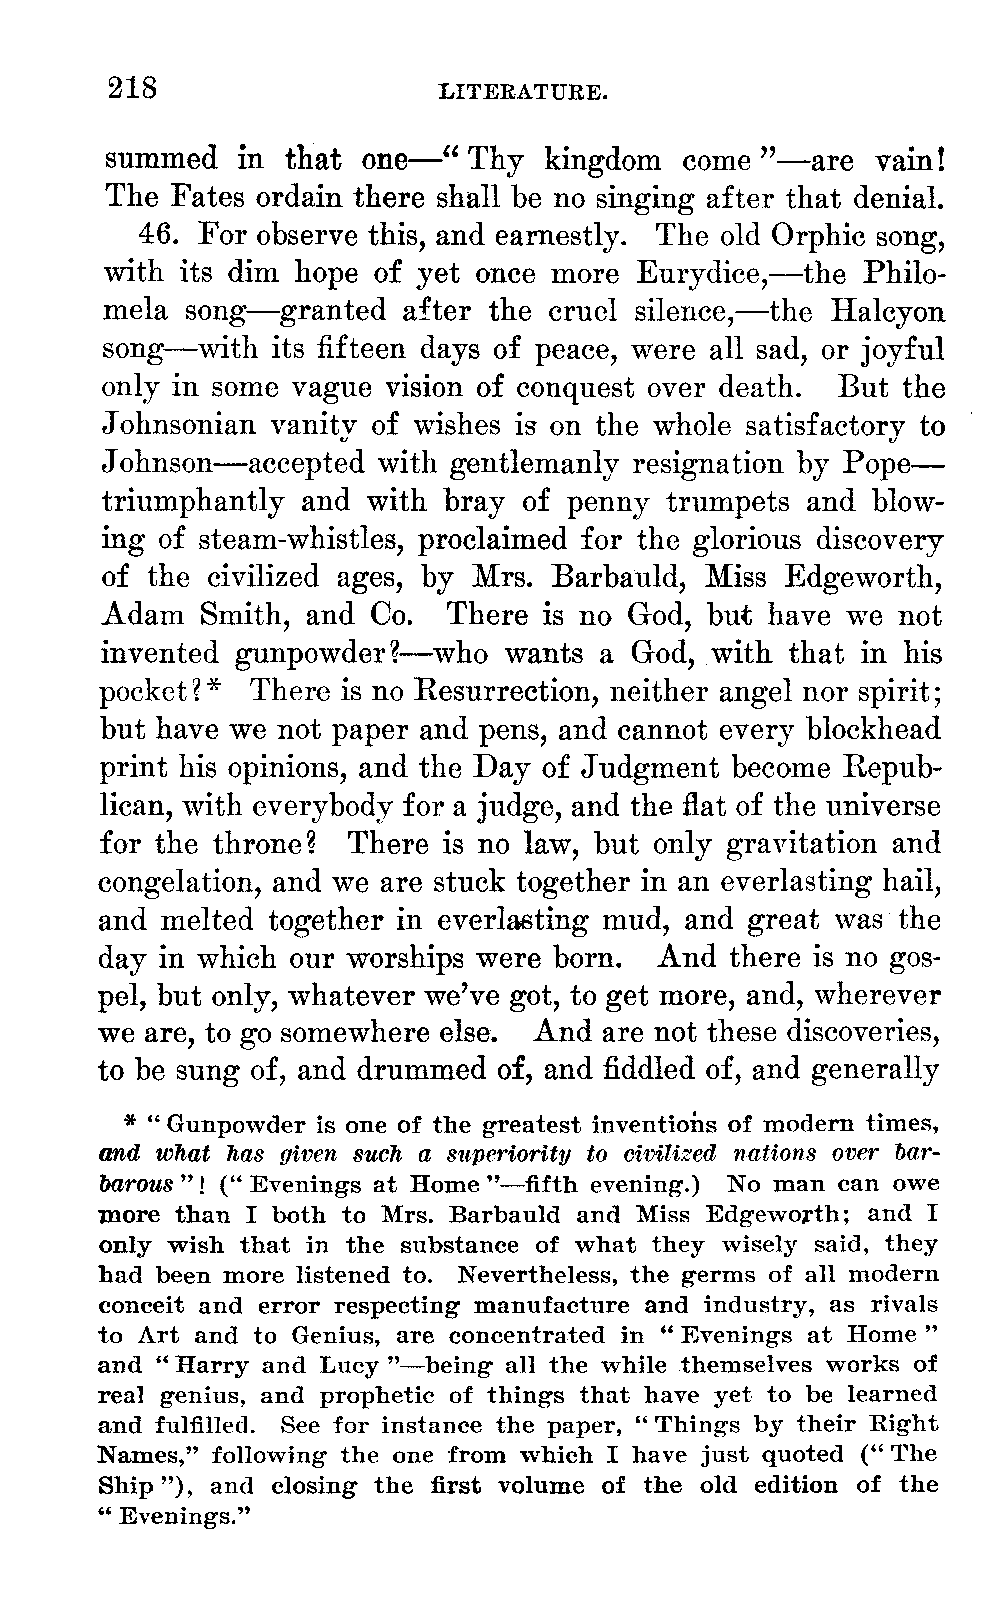 218 LITERATURE.
summed in that one—“ Thy kingdom come ”—are vain!
The Fates ordain there shall be no singing after that denial.
46. For observe this, and earnestly. The old Orphic song,
with its dim hope of yet once more Eurydice,—the Philo-
mela song—granted after the cruel silence,—the Halcyon
song—with its fifteen days of peace, were all sad, or joyful
only in some vague vision of conquest over death. But the
Johnsonian vanity of wishes is on the whole satisfactory to
Johnson—accepted with gentlemanly resignation by Pope—
triumphantly and with bray of penny trumpets and blow-
ing of steam-whistles, proclaimed for the glorious discovery
of the civilized ages, by Mrs. Barbauld, Miss Edgeworth,
Adam Smith, and Co. There is no God, but have we not
invented gunpowder?—who wants a God, with that in his
pocket?* There is no Resurrection, neither angel nor spirit;
but have we not paper and pens, and cannot every blockhead
print his opinions, and the Day of Judgment become Repub-
lican, with everybody for a judge, and the flat of the universe
for the throne? There is no law, but only gravitation and
congelation, and we are stuck together in an everlasting hail,
and melted together in everlasting mud, and great was the
day in which our worships were born. And there is no gos-
pel, but only, whatever we’ve got, to get more, and, wherever
we are, to go somewhere else. And are not these discoveries,
to be sung of, and drummed of, and fiddled of, and generally
* “ Gunpowder is one of the greatest inventions of modern times,
and what has given such a superiority to civilized nations over bar-
barous ”! (“ Evenings at Home ”—fifth evening.) No man can owe
more than I both to Mrs. Barbauld and Miss Edgeworth; and I
only wish that in the substance of what they wisely said, they
had been more listened to. Nevertheless, the germs of all modern
conceit and error respecting manufacture and industry, as rivals
to Art and to Genius, are concentrated in “ Evenings at Home ”
and “ Harry and Lucy ”—being all the while themselves works of
real genius, and prophetic of things that have yet to be learned
and fulfilled. See for instance the paper, “ Things by their Right
Names,” following the one from which I have just quoted (“ The
Ship ”), and closing the first volume of the old edition of the
“ Evenings.”